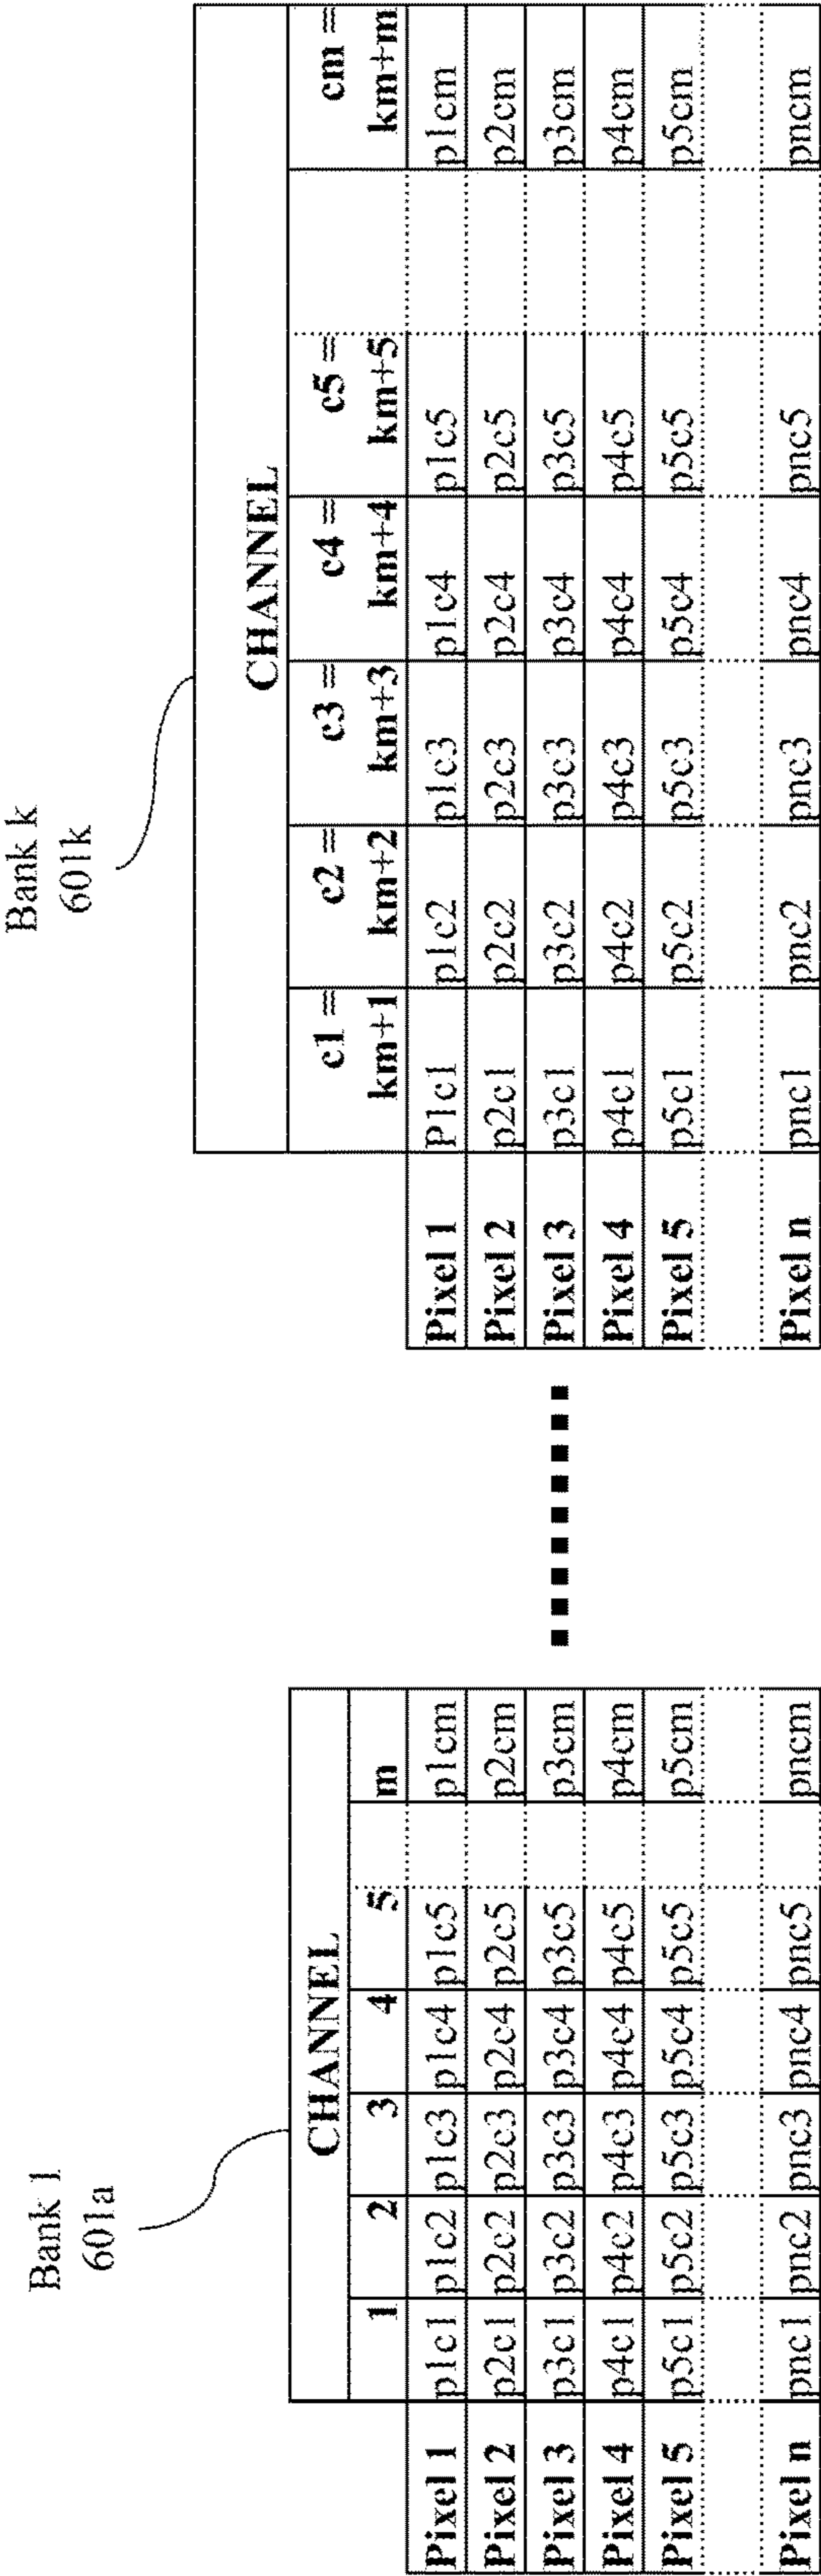 Bank 1
601a
CHANNEL
1 2 3 4 5 m
Pixel 1 p1c1 p1c2 p1c3 p1c4 p1c5 p1cm
Pixel 2 p2c1 p2c2 p2c3 p2c4 p2c5 p2cm
Pixel 3 p3c1 p3c2 p3c3 p3c4 p3c5 p3cm
Pixel 4 p4c1 p4c2 p4c3 p4c4 p4c5 p4cm
Pixel 5 p5c1 p5c2 p5c3 p5c4 p5c5 p5cm
Pixel n pnc1 pnc2 pnc3 pnc4 pnc5 pncm
Bank k
601k
CHANNEL
c1 = c2 = c3 = c4 = c5 = cm =
km+1 km+2 km+3 km+4 km+5 km+m
Pixel 1 P1c1 p1c2 p1c3 p1c4 p1c5 p1cm
Pixel 2 p2c1 p2c2 p2c3 p2c4 p2c5 p2cm
Pixel 3 p3c1 p3c2 p3c3 p3c4 p3c5 p3cm
Pixel 4 p4c1 p4c2 p4c3 p4c4 p4c5 p4cm
Pixel 5 p5c1 p5c2 p5c3 p5c4 p5c5 p5cm
Pixel n pnc1 pnc2 pnc3 pnc4 pnc5 pncm